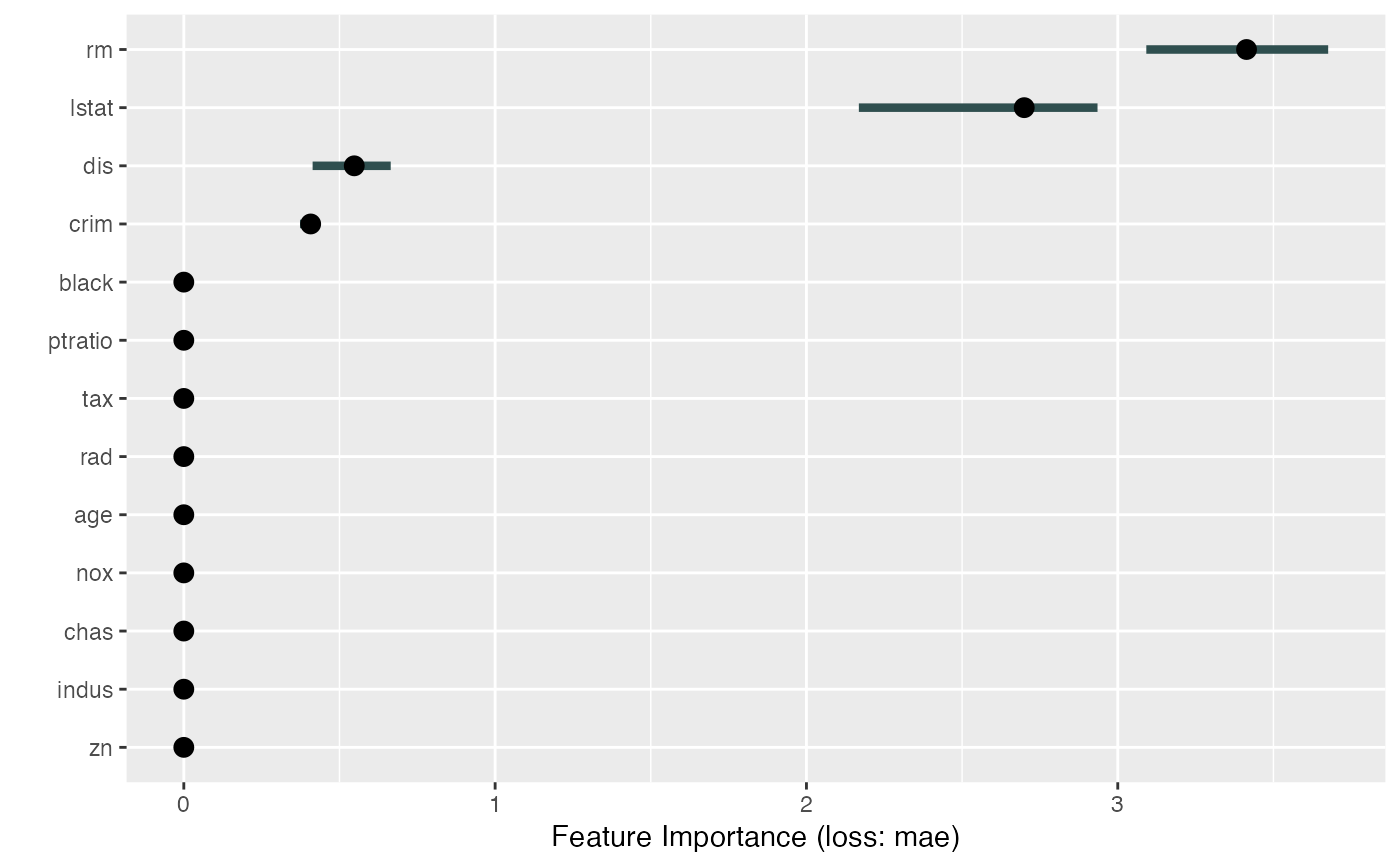 rm
lstat
dis
crim
black
ptratio
tax
rad
age
nox
chas
indus
zn
0 1 2 3
Feature Importance (loss: mae)